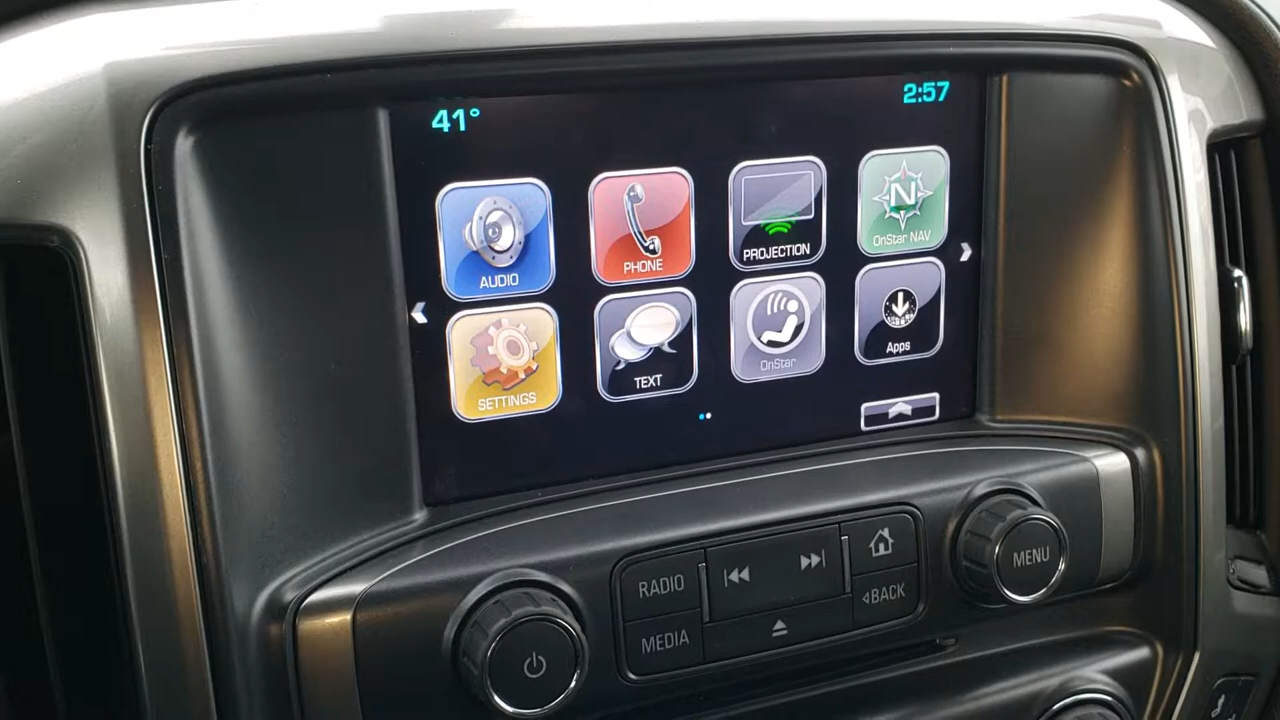 41°
2:57
AUDIO
PHONE
PROJECTION
N
OnStar NAV
SETTINGS
TEXT
OnStar
Apps
RADIO
MEDIA
BACK
MENU